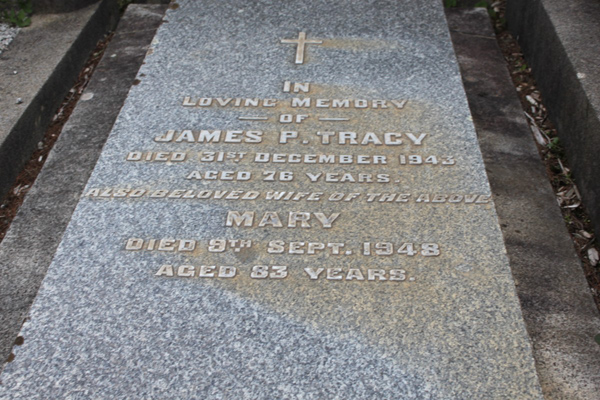 IN
LOVING MEMORY
OF
JAMES P. TRACY
DIED 31ST DECEMBER 1943
AGED 76 YEARS.
ALSO BELOVED WIFE OF THE ABOVE
MARY
DIED 9TH SEPT. 1948
AGED 83 YEARS.